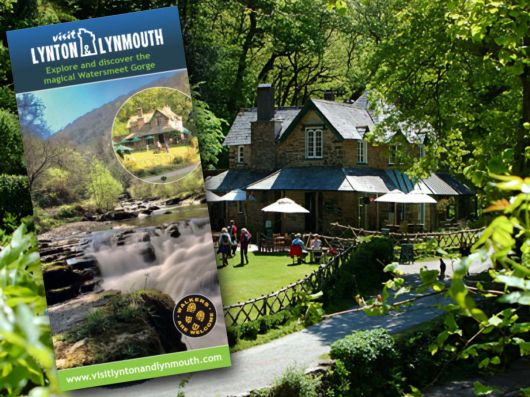 visit
LYNTON & LYNMOUTH
Explore and discover the
magical Watersmeet Gorge
WALKERS
ARE WELCOME
www.visitlyntonandlynmouth.com